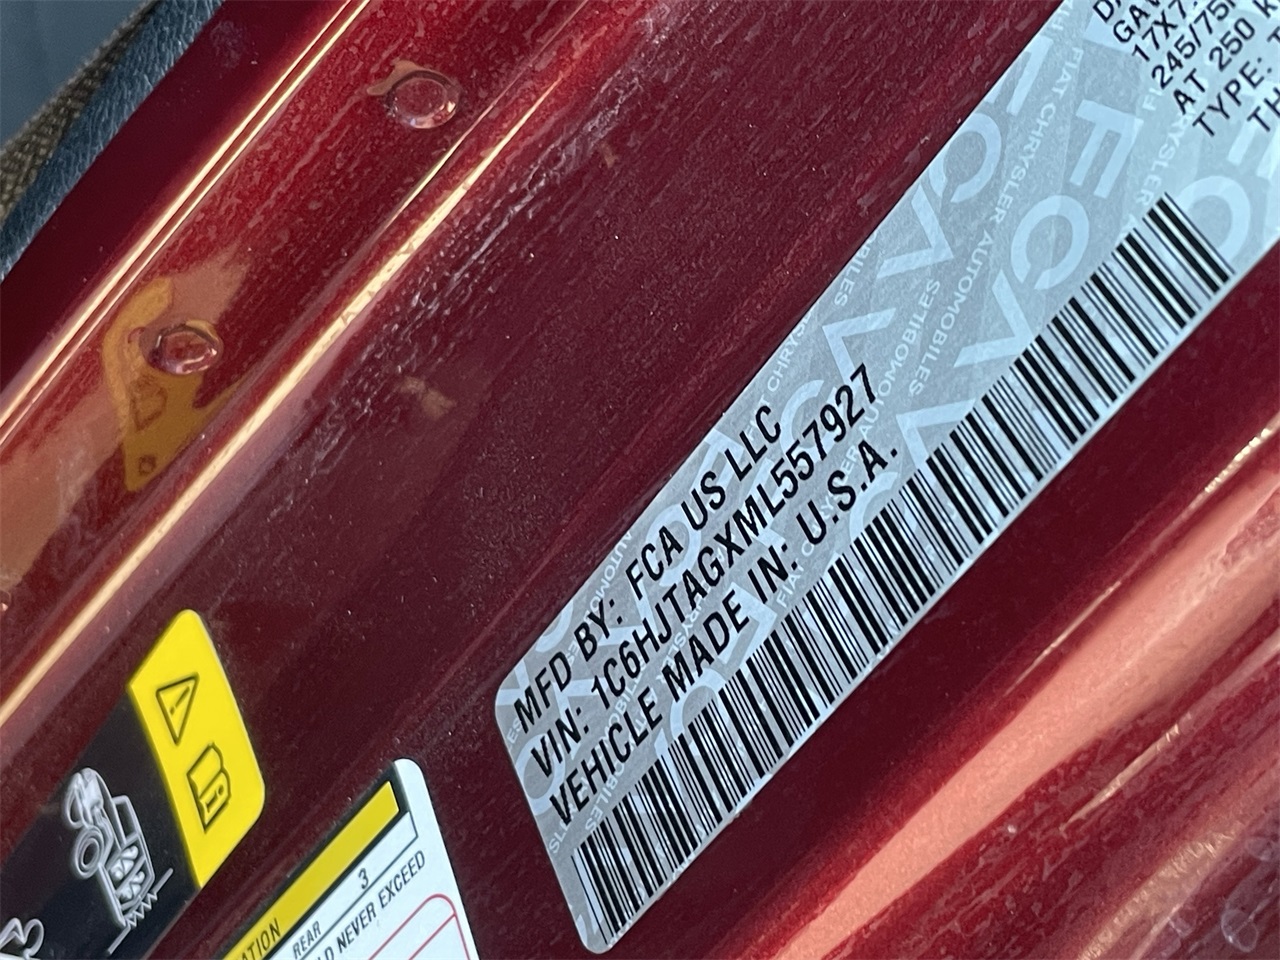 17X7.
245/75
AT 250 k
TYPE: T
MFD BY: FCA US LLC
VIN: 1C6HJTAGXML557927
VEHICLE MADE IN: U.S.A.
FIAT CHRYSLER AUTOMOBILES
FCA
REAR 3
NEVER EXCEED